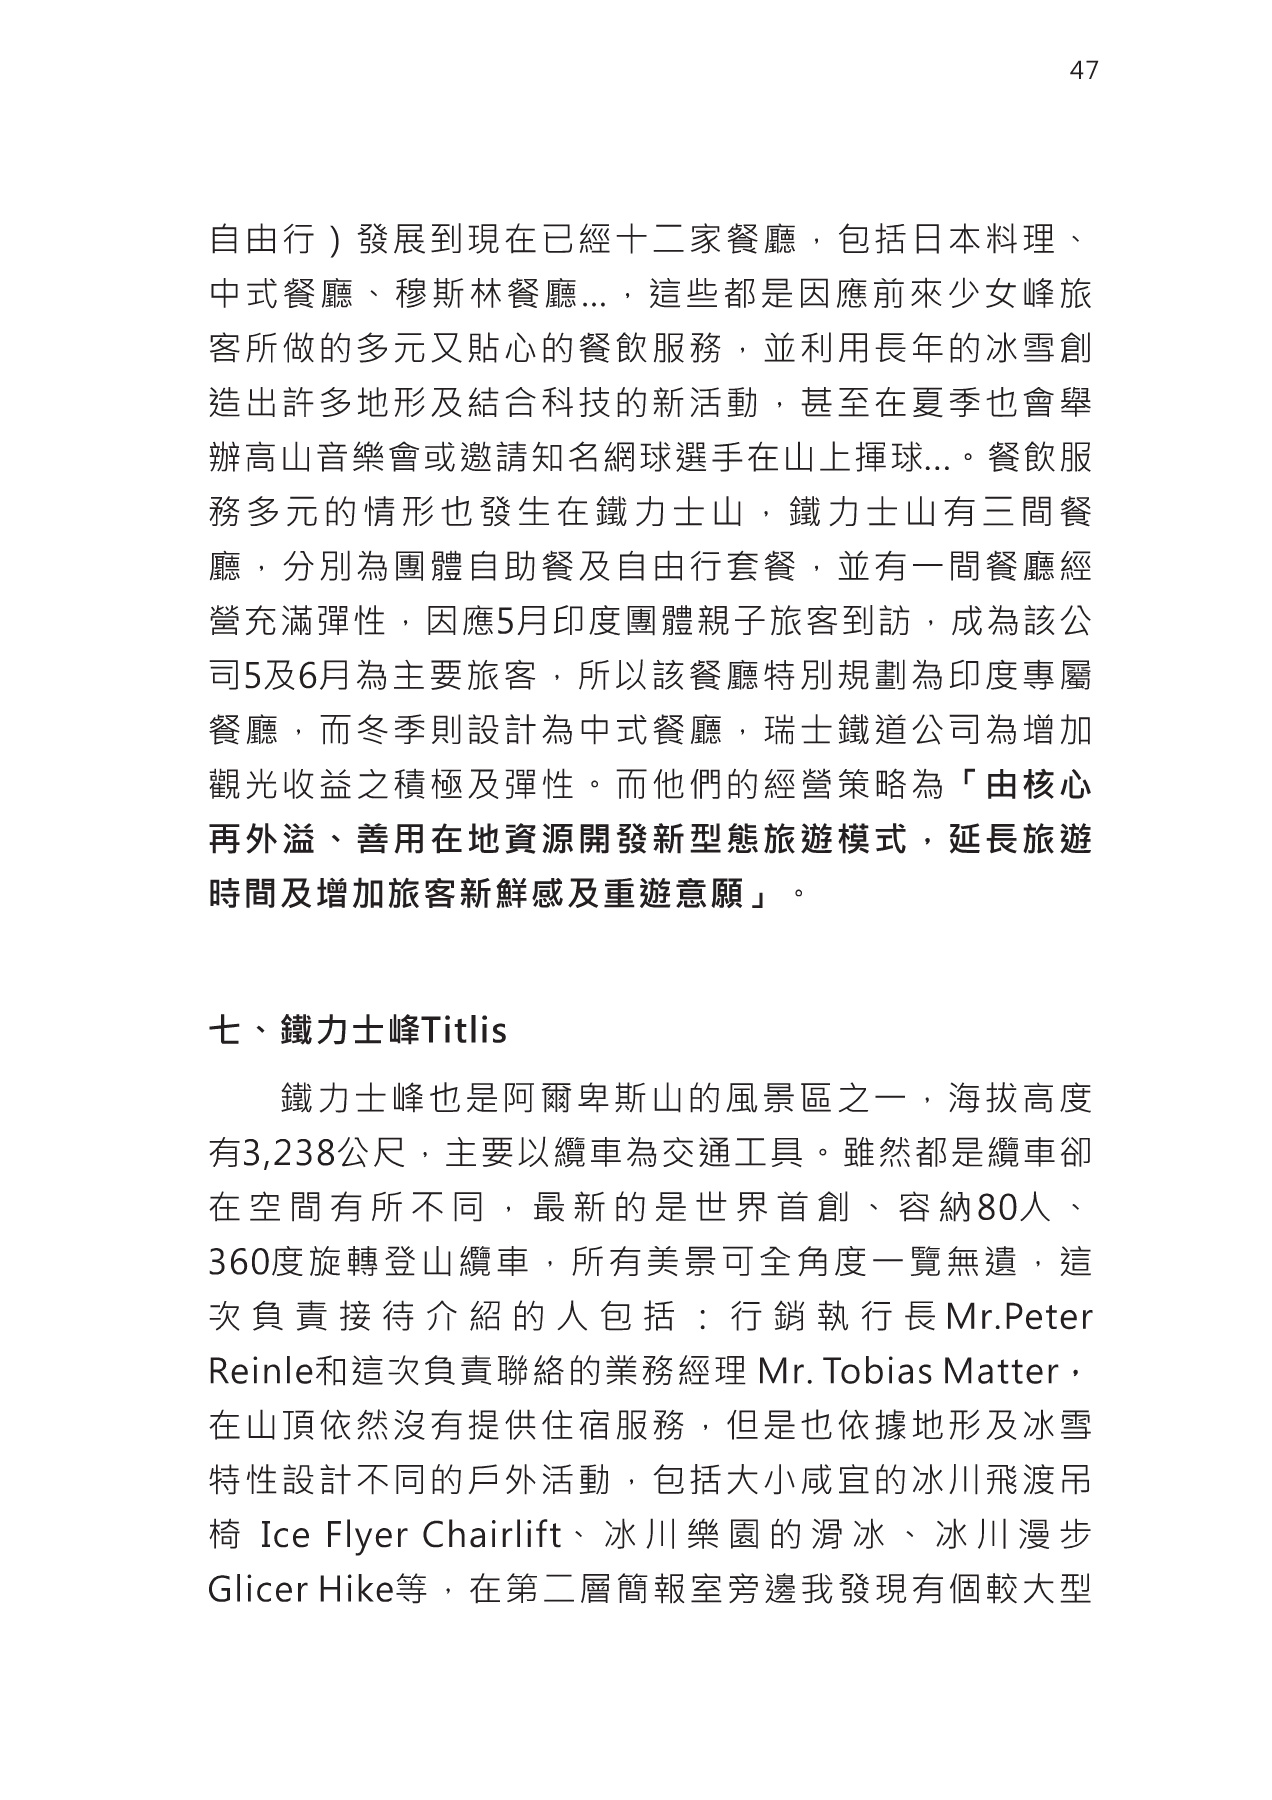 47
自由行）發展到現在已經十二家餐廳，包括日本料理、
中式餐廳、穆斯林餐廳...，這些都是因應前來少女峰旅
客所做的多元又貼心的餐飲服務，並利用長年的冰雪創
造出許多地形及結合科技的新活動，甚至在夏季也會舉
辦高山音樂會或邀請知名網球選手在山上揮球...。餐飲服
務多元的情形也發生在鐵力士山，鐵力士山有三間餐
廳，分別為團體自助餐及自由行套餐，並有一間餐廳經
營充滿彈性，因應5月印度團體親子旅客到訪，成為該公
司5及6月為主要旅客，所以該餐廳特別規劃為印度專屬
餐廳，而冬季則設計為中式餐廳，瑞士鐵道公司為增加
觀光收益之積極及彈性。而他們的經營策略為「由核心
再外溢、善用在地資源開發新型態旅遊模式，延長旅遊
時間及增加旅客新鮮感及重遊意願」。
七、鐵力士峰Titlis
鐵力士峰也是阿爾卑斯山的風景區之一，海拔高度
有3,238公尺，主要以纜車為交通工具。雖然都是纜車卻
在空間有所不同，最新的是世界首創、容納80人、
360度旋轉登山纜車，所有美景可全角度一覽無遺，這
次負責接待介紹的人包括：行銷執行長Mr.Peter
Reinle和這次負責聯絡的業務經理 Mr. Tobias Matter，
在山頂依然沒有提供住宿服務，但是也依據地形及冰雪
特性設計不同的戶外活動，包括大小咸宜的冰川飛渡吊
椅 Ice Flyer Chairlift、冰川樂園的滑冰、冰川漫步
Glicer Hike等，在第二層簡報室旁邊我發現有個較大型